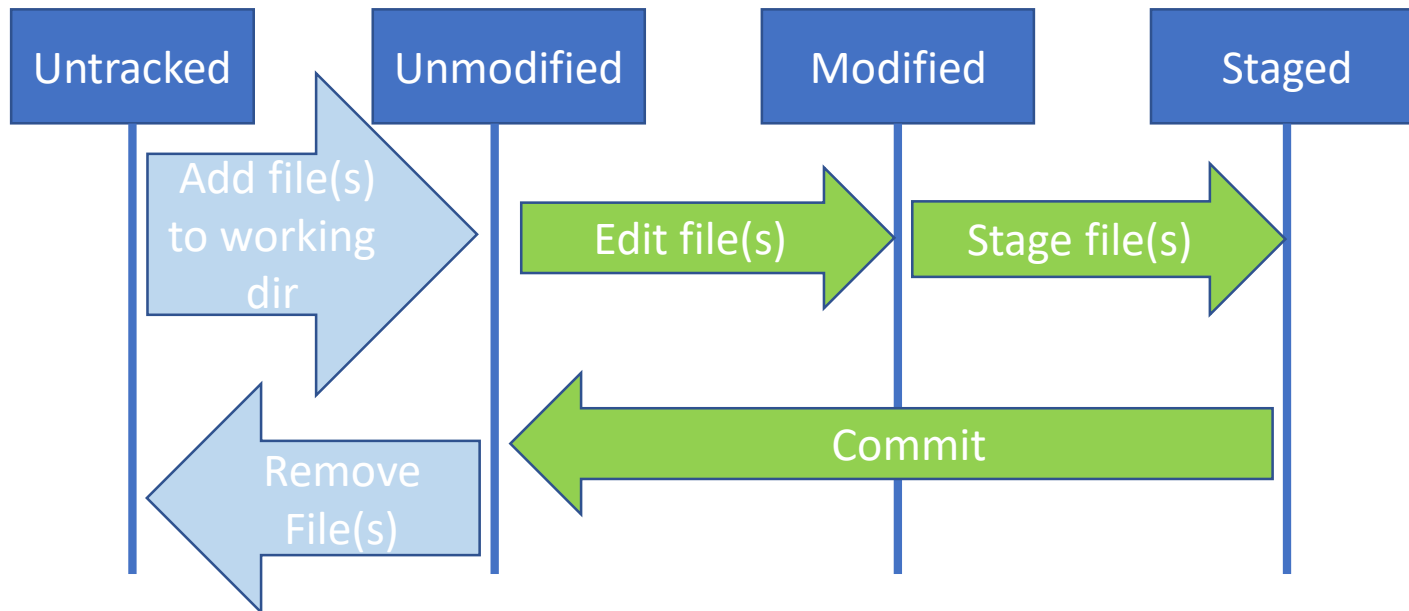 Untracked
Unmodified
Modified
Staged
Add file(s)
to working
dir
Edit file(s)
Stage file(s)
Commit
Remove
File(s)